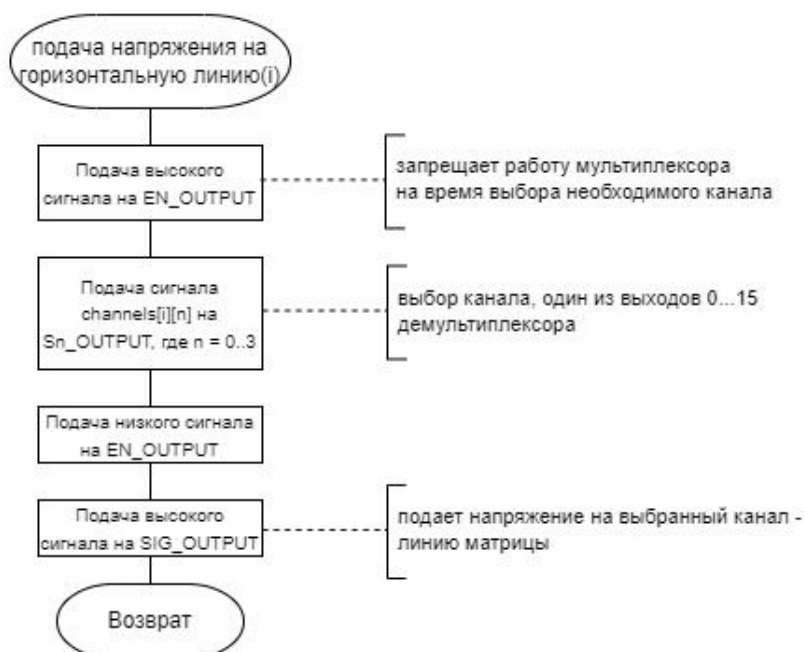 подача напряжения на
горизонтальную линию(i)
Подача высокого
сигнала на EN_OUTPUT
запрещает работу мультиплексора
на время выбора необходимого канала
Подача сигнала
channels[i][n] на
Sn_OUTPUT, где n = 0..3
выбор канала, один из выходов 0...15
демультиплексора
Подача низкого сигнала
на EN_OUTPUT
Подача высокого
сигнала на SIG_OUTPUT
подает напряжение на выбранный канал -
линию матрицы
Возврат